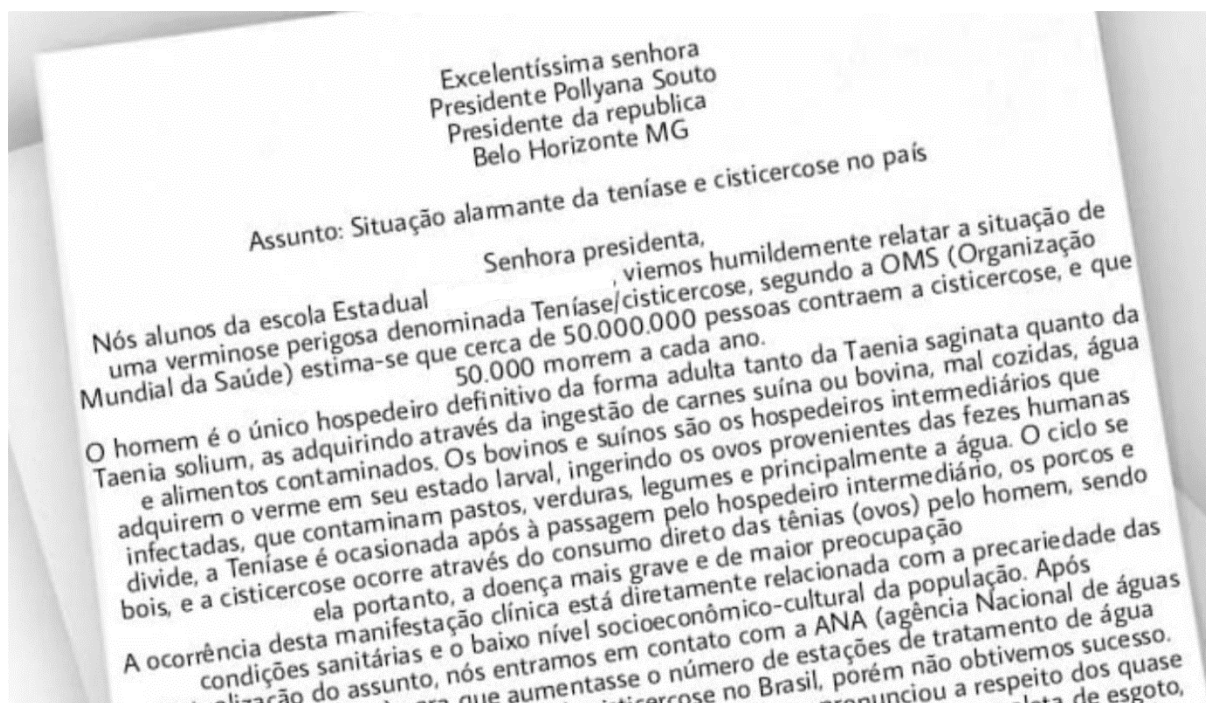 Excelentíssima senhora
Presidente Pollyana Souto
Presidente da republica
Belo Horizonte MG
Assunto: Situação alarmante da teníase e cisticercose no país
Senhora presidenta,
Nós alunos da escola Estadual , viemos humildemente relatar a situação de
uma verminose perigosa denominada Teníase/cisticercose, segundo a OMS (Organização
Mundial da Saúde) estima-se que cerca de 50.000.000 pessoas contraem a cisticercose, e que
50.000 morrem a cada ano.
O homem é o único hospedeiro definitivo da forma adulta tanto da Taenia saginata quanto da
Taenia solium, as adquirindo através da ingestão de carnes suína ou bovina, mal cozidas, água
e alimentos contaminados. Os bovinos e suínos são os hospedeiros intermediários que
adquirem o verme em seu estado larval, ingerindo os ovos provenientes das fezes humanas
infectadas, que contaminam pastos, verduras, legumes e principalmente a água. O ciclo se
divide, a Teníase é ocasionada após à passagem pelo hospedeiro intermediário, os porcos e
bois, e a cisticercose ocorre através do consumo direto das tênias (ovos) pelo homem, sendo
ela portanto, a doença mais grave e de maior preocupação
A ocorrência desta manifestação clínica está diretamente relacionada com a precariedade das
condições sanitárias e o baixo nível socioeconômico-cultural da população. Após
do assunto, nós entramos em contato com a ANA (agência Nacional de águas
que aumentasse o número de estações de tratamento de água
no Brasil, porém não obtivemos sucesso.
a respeito dos quase
de esgoto,